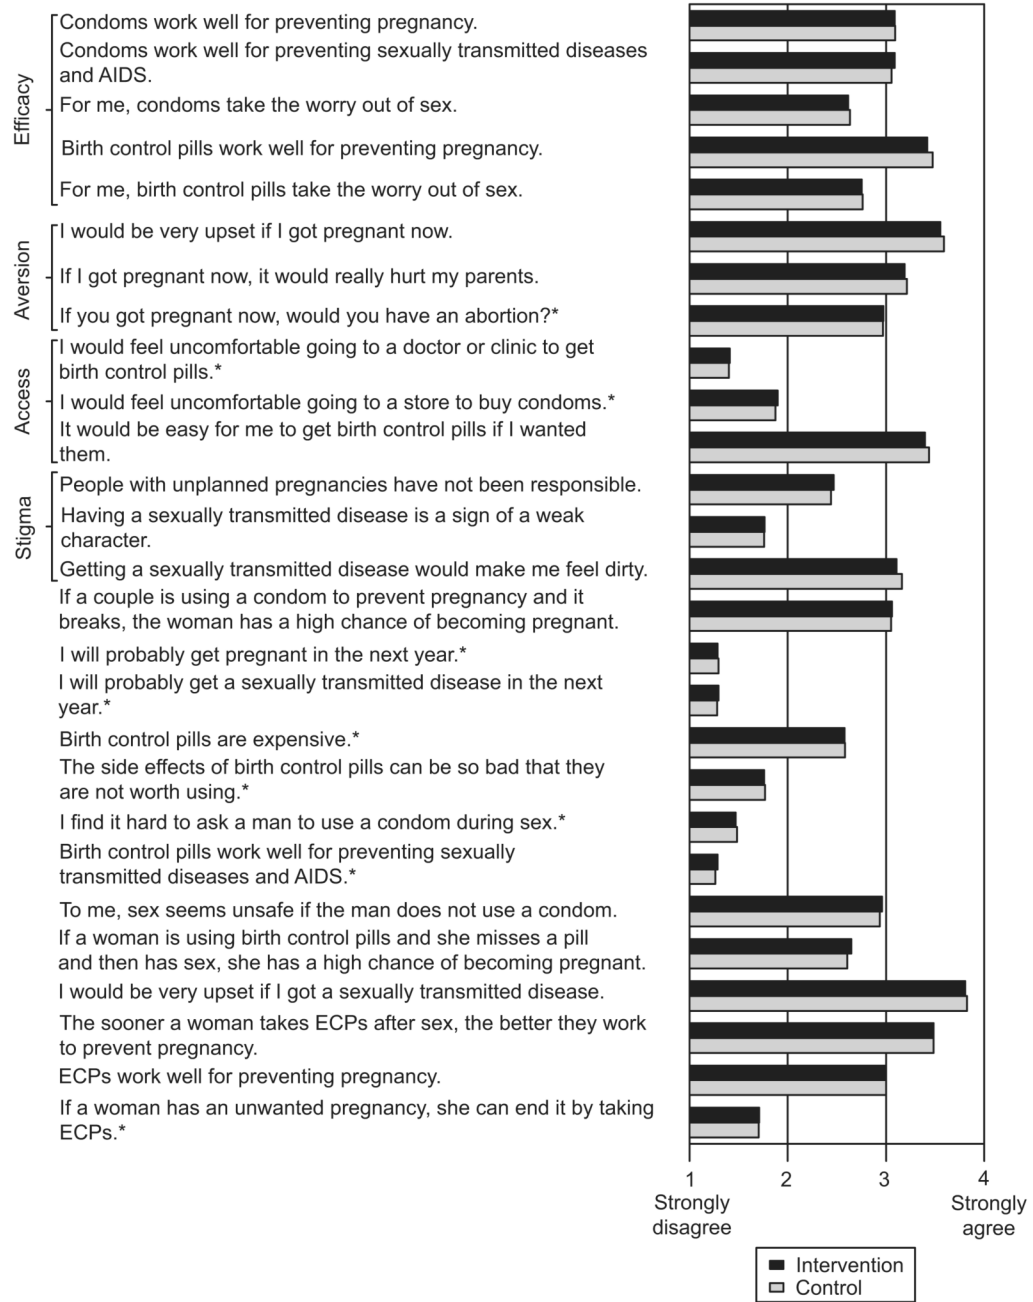 Efficacy
Condoms work well for preventing pregnancy.
Condoms work well for preventing sexually transmitted diseases
and AIDS.
For me, condoms take the worry out of sex.
Birth control pills work well for preventing pregnancy.
For me, birth control pills take the worry out of sex.
Aversion
I would be very upset if I got pregnant now.
If I got pregnant now, it would really hurt my parents.
If you got pregnant now, would you have an abortion?*
Access
I would feel uncomfortable going to a doctor or clinic to get
birth control pills.*
I would feel uncomfortable going to a store to buy condoms.*
It would be easy for me to get birth control pills if I wanted
them.
Stigma
People with unplanned pregnancies have not been responsible.
Having a sexually transmitted disease is a sign of a weak
character.
Getting a sexually transmitted disease would make me feel dirty.
If a couple is using a condom to prevent pregnancy and it
breaks, the woman has a high chance of becoming pregnant.
I will probably get pregnant in the next year.*
I will probably get a sexually transmitted disease in the next
year.*
Birth control pills are expensive.*
The side effects of birth control pills can be so bad that they
are not worth using.*
I find it hard to ask a man to use a condom during sex.*
Birth control pills work well for preventing sexually
transmitted diseases and AIDS.*
To me, sex seems unsafe if the man does not use a condom.
If a woman is using birth control pills and she misses a pill
and then has sex, she has a high chance of becoming pregnant.
I would be very upset if I got a sexually transmitted disease.
The sooner a woman takes ECPs after sex, the better they work
to prevent pregnancy.
ECPs work well for preventing pregnancy.
If a woman has an unwanted pregnancy, she can end it by taking
ECPs.*
1 2 3 4
Strongly
disagree
Strongly
agree
Intervention
Control